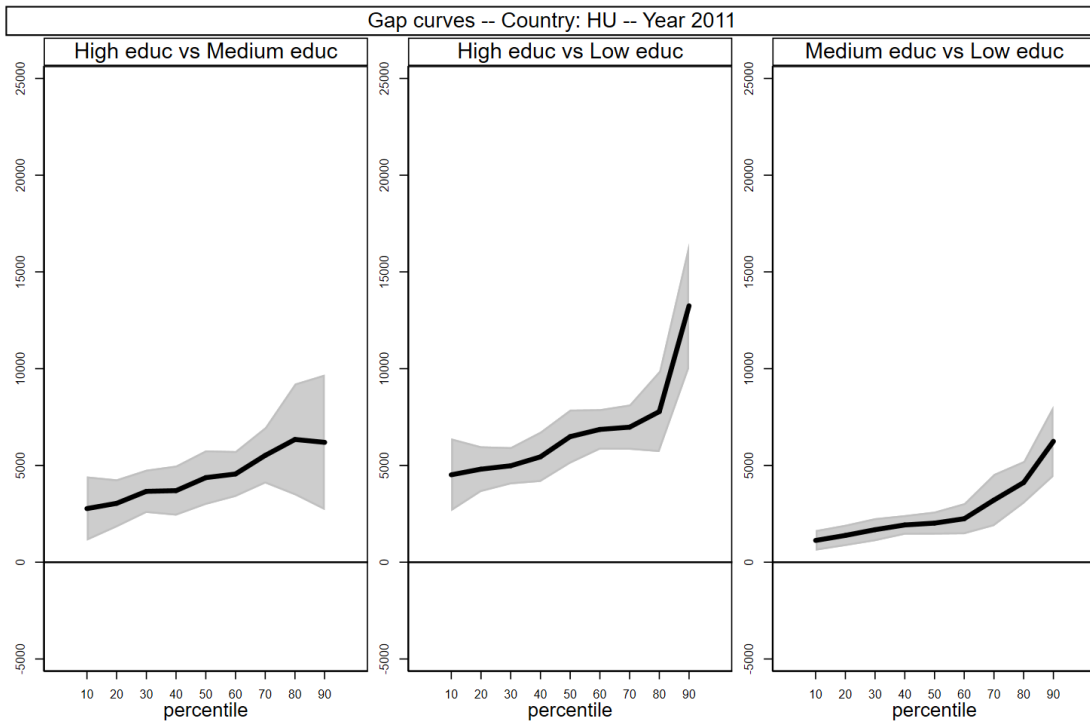 Gap curves -- Country: HU -- Year 2011
High educ vs Medium educ
25000
20000
15000
10000
5000
0
-5000
10 20 30 40 50 60 70 80 90
percentile
High educ vs Low educ
25000
20000
15000
10000
5000
0
-5000
10 20 30 40 50 60 70 80 90
percentile
Medium educ vs Low educ
25000
20000
15000
10000
5000
0
-5000
10 20 30 40 50 60 70 80 90
percentile